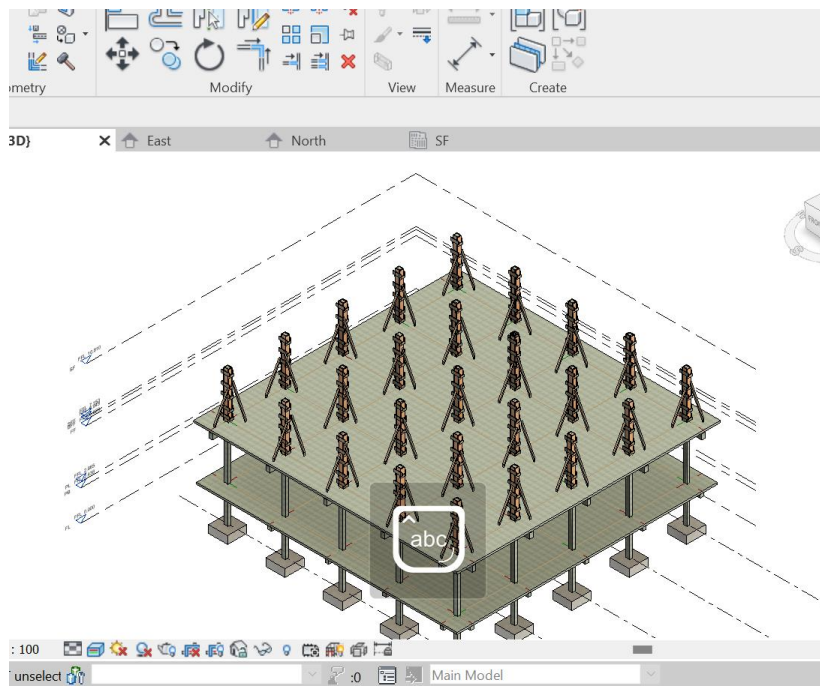 ometry
Modify
View
Measure
Create
3D}
East
North
SF
abc
: 100
unselect
:0
Main Model